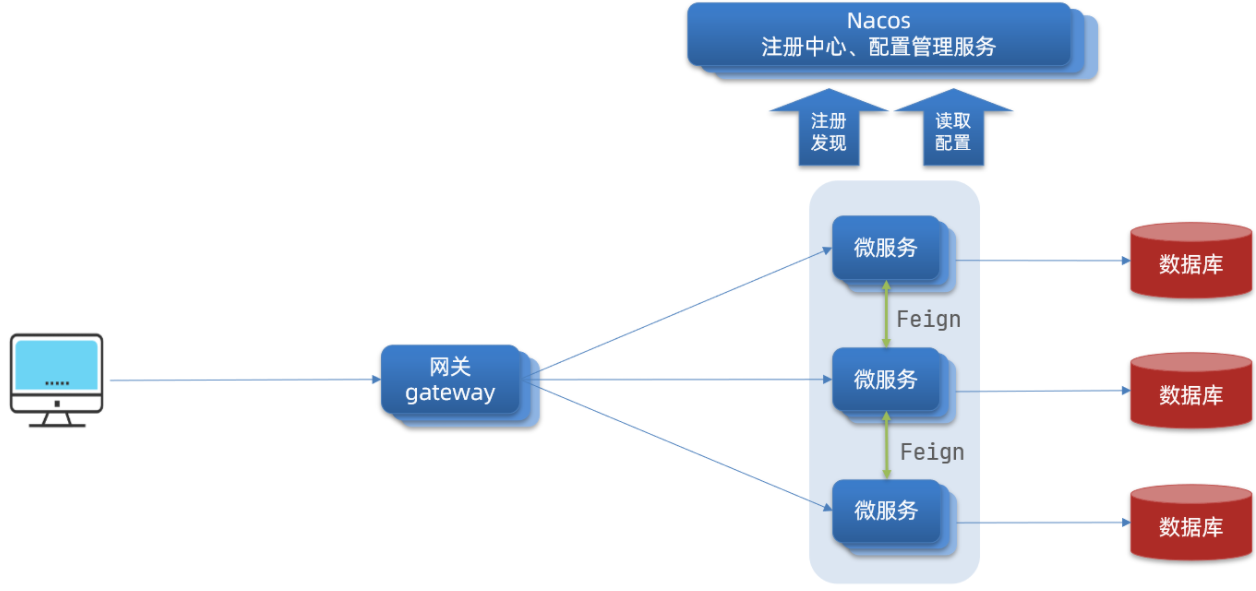 Nacos
注册中心、配置管理服务
注册
发现
读取
配置
微服务
数据库
Feign
网关
gateway
微服务
数据库
Feign
微服务
数据库